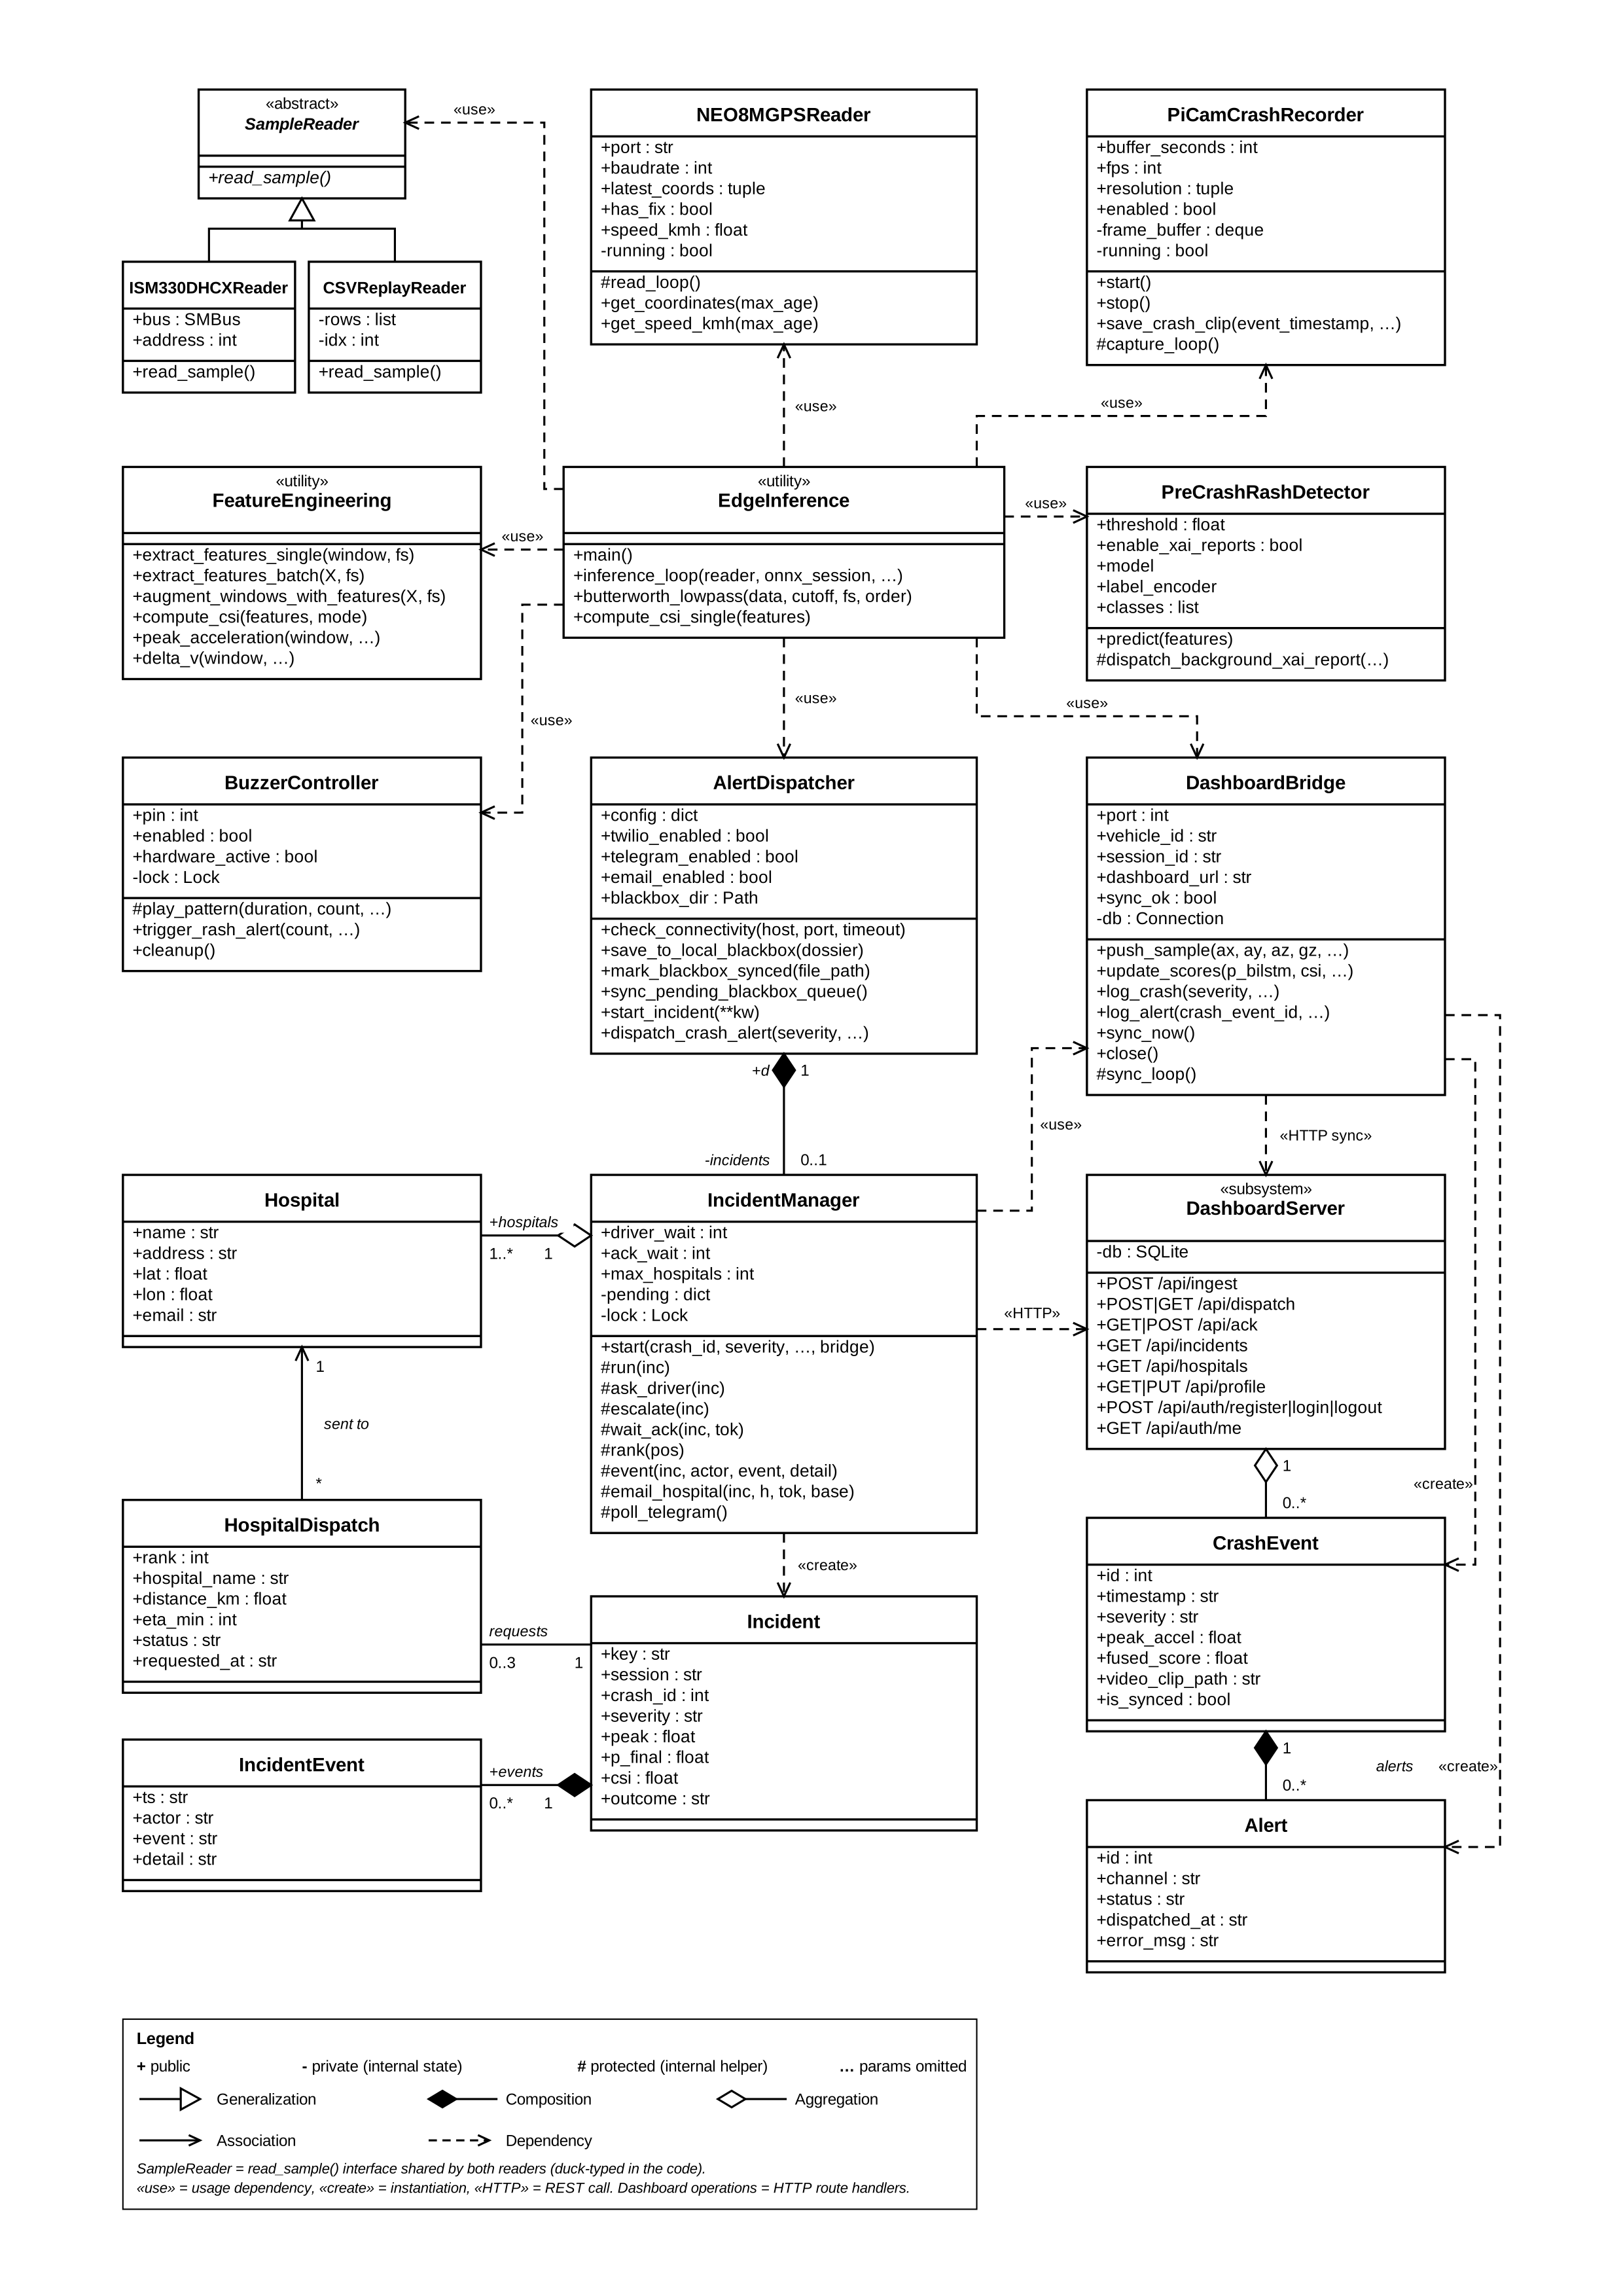 «abstract»
SampleReader
+read_sample()
«use»
NEO8MGPSReader
+port : str
+baudrate : int
+latest_coords : tuple
+has_fix : bool
+speed_kmh : float
-running : bool
#read_loop()
+get_coordinates(max_age)
+get_speed_kmh(max_age)
PiCamCrashRecorder
+buffer_seconds : int
+fps : int
+resolution : tuple
+enabled : bool
-frame_buffer : deque
-running : bool
+start()
+stop()
+save_crash_clip(event_timestamp, …)
#capture_loop()
ISM330DHCXReader
+bus : SMBus
+address : int
+read_sample()
CSVReplayReader
-rows : list
-idx : int
+read_sample()
«use»
«use»
«utility»
FeatureEngineering
+extract_features_single(window, fs)
+extract_features_batch(X, fs)
+augment_windows_with_features(X, fs)
+compute_csi(features, mode)
+peak_acceleration(window, …)
+delta_v(window, …)
«use»
«utility»
EdgeInference
+main()
+inference_loop(reader, onnx_session, …)
+butterworth_lowpass(data, cutoff, fs, order)
+compute_csi_single(features)
«use»
PreCrashRashDetector
+threshold : float
+enable_xai_reports : bool
+model
+label_encoder
+classes : list
+predict(features)
#dispatch_background_xai_report(…)
«use»
«use»
«use»
BuzzerController
+pin : int
+enabled : bool
+hardware_active : bool
-lock : Lock
#play_pattern(duration, count, …)
+trigger_rash_alert(count, …)
+cleanup()
AlertDispatcher
+config : dict
+twilio_enabled : bool
+telegram_enabled : bool
+email_enabled : bool
+blackbox_dir : Path
+check_connectivity(host, port, timeout)
+save_to_local_blackbox(dossier)
+mark_blackbox_synced(file_path)
+sync_pending_blackbox_queue()
+start_incident(**kw)
+dispatch_crash_alert(severity, …)
DashboardBridge
+port : int
+vehicle_id : str
+session_id : str
+dashboard_url : str
+sync_ok : bool
-db : Connection
+push_sample(ax, ay, az, gz, …)
+update_scores(p_bilstm, csi, …)
+log_crash(severity, …)
+log_alert(crash_event_id, …)
+sync_now()
+close()
#sync_loop()
+d
1
-incidents
0..1
«use»
«HTTP sync»
Hospital
+name : str
+address : str
+lat : float
+lon : float
+email : str
+hospitals
1..*
1
IncidentManager
+driver_wait : int
+ack_wait : int
+max_hospitals : int
-pending : dict
-lock : Lock
+start(crash_id, severity, …, bridge)
#run(inc)
#ask_driver(inc)
#escalate(inc)
#wait_ack(inc, tok)
#rank(pos)
#event(inc, actor, event, detail)
#email_hospital(inc, h, tok, base)
#poll_telegram()
«HTTP»
«subsystem»
DashboardServer
-db : SQLite
+POST /api/ingest
+POST|GET /api/dispatch
+GET|POST /api/ack
+GET /api/incidents
+GET /api/hospitals
+GET|PUT /api/profile
+POST /api/auth/register|login|logout
+GET /api/auth/me
1
sent to
*
1
0..*
«create»
HospitalDispatch
+rank : int
+hospital_name : str
+distance_km : float
+eta_min : int
+status : str
+requested_at : str
«create»
requests
0..3
1
Incident
+key : str
+session : str
+crash_id : int
+severity : str
+peak : float
+p_final : float
+csi : float
+outcome : str
CrashEvent
+id : int
+timestamp : str
+severity : str
+peak_accel : float
+fused_score : float
+video_clip_path : str
+is_synced : bool
IncidentEvent
+ts : str
+actor : str
+event : str
+detail : str
+events
0..*
1
1
0..*
alerts
«create»
Alert
+id : int
+channel : str
+status : str
+dispatched_at : str
+error_msg : str
Legend
+ public - private (internal state) # protected (internal helper) … params omitted
Generalization Composition Aggregation
Association Dependency
SampleReader = read_sample() interface shared by both readers (duck-typed in the code).
«use» = usage dependency, «create» = instantiation, «HTTP» = REST call. Dashboard operations = HTTP route handlers.